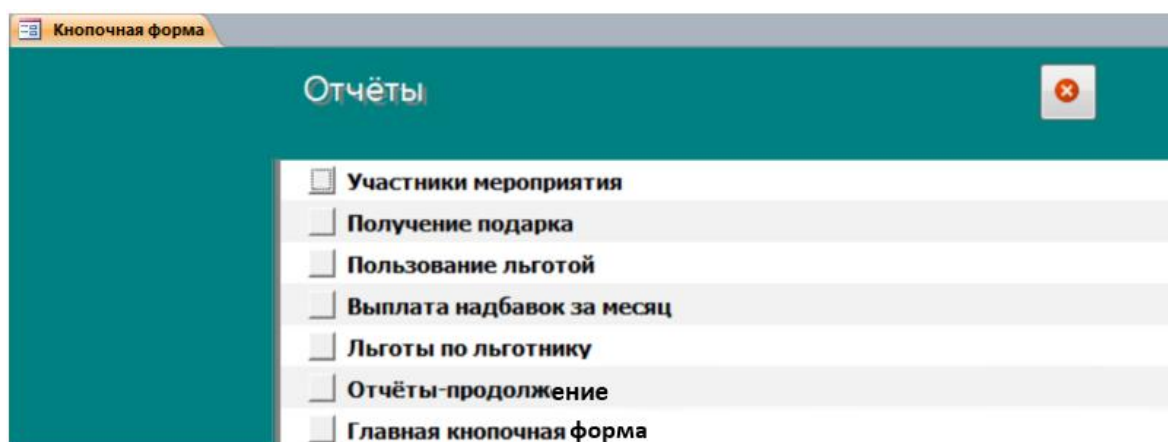 Кнопочная форма
Отчёты
Участники мероприятия
Получение подарка
Пользование льготой
Выплата надбавок за месяц
Льготы по льготнику
Отчёты-продолжение
Главная кнопочная форма